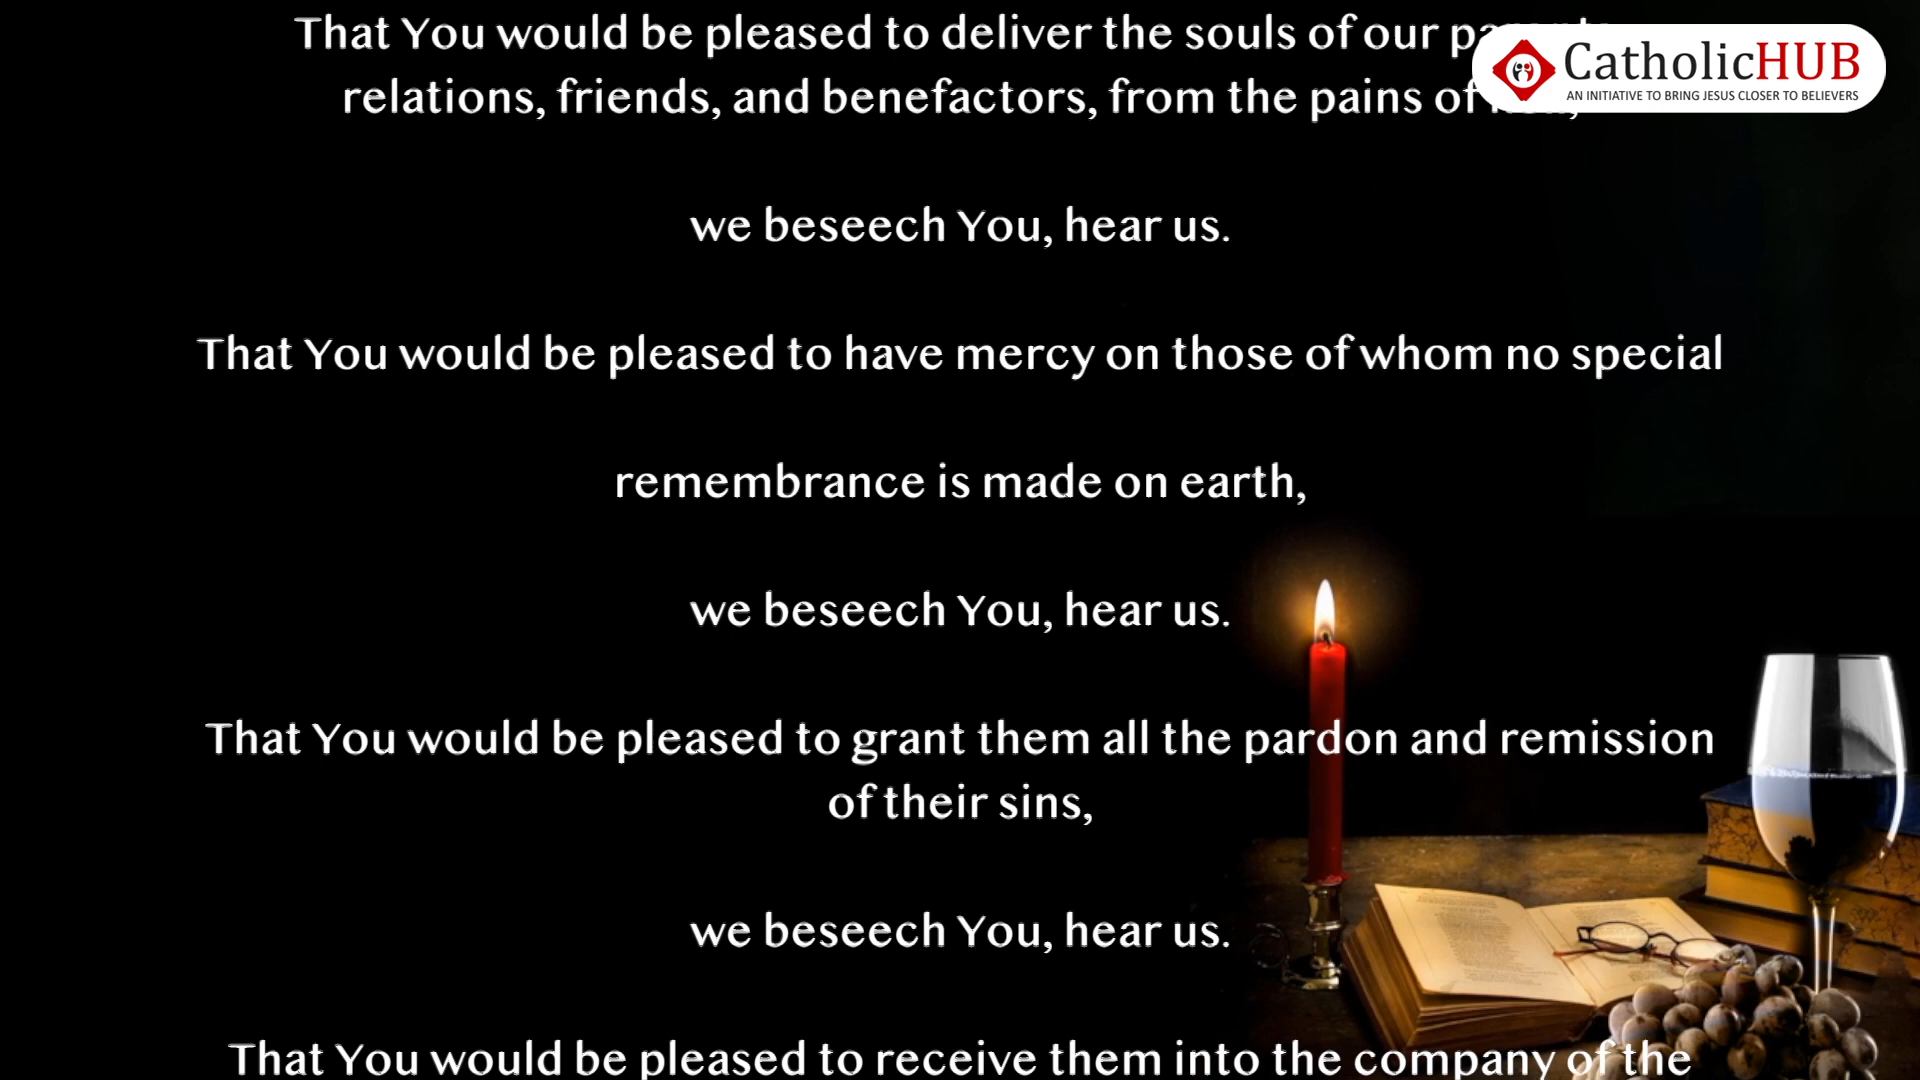 That You would be pleased to deliver the souls of our
relations, friends, and benefactors, from the pains of
CatholicHUB
AN INITIATIVE TO BRING JESUS CLOSER TO BELIEVERS
we beseech You, hear us.
That You would be pleased to have mercy on those of whom no special
remembrance is made on earth,
we beseech You, hear us.
That You would be pleased to grant them all the pardon and remission
of their sins,
we beseech You, hear us.
That You would be pleased to receive them into the company of the